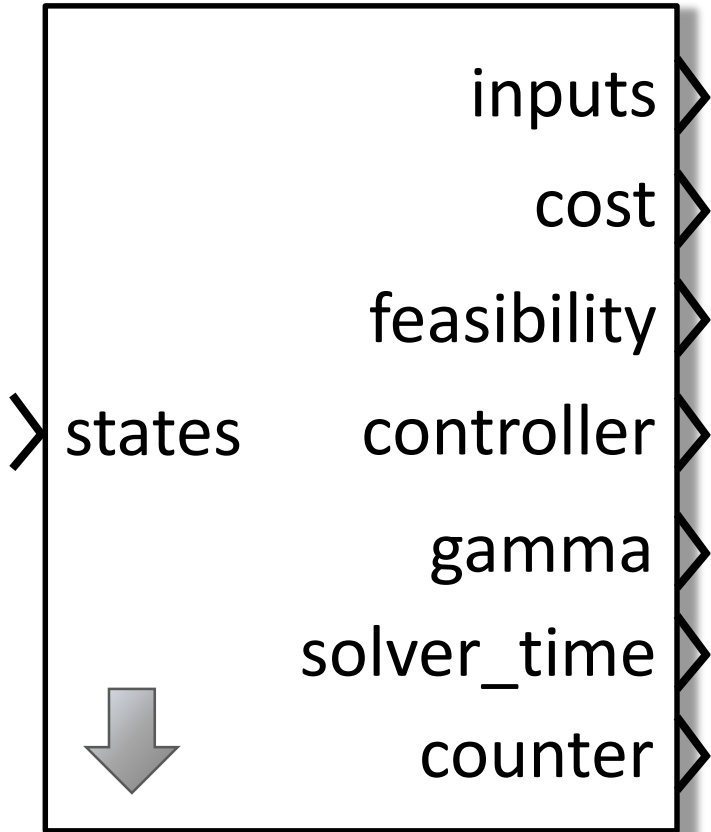 inputs
cost
feasibility
states
controller
gamma
solver_time
counter